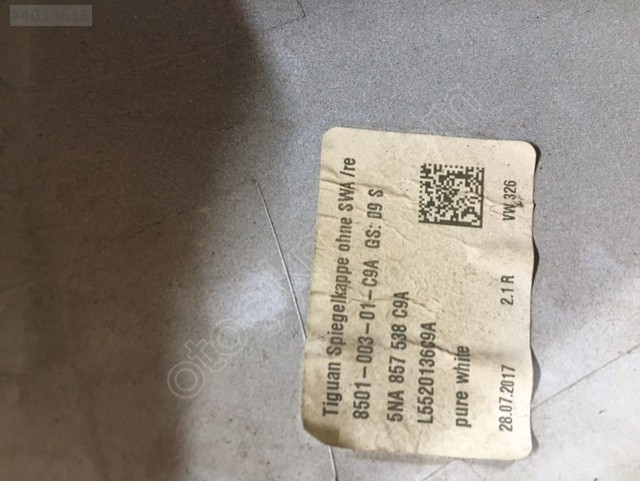 Tiguan Spiegelkappe ohne SWA /re
8501-003-01-C9A GS: 09 S
5NA 857 538 C9A
L5520136C9A
pure white
28.07.2017 2.1 R VW 326